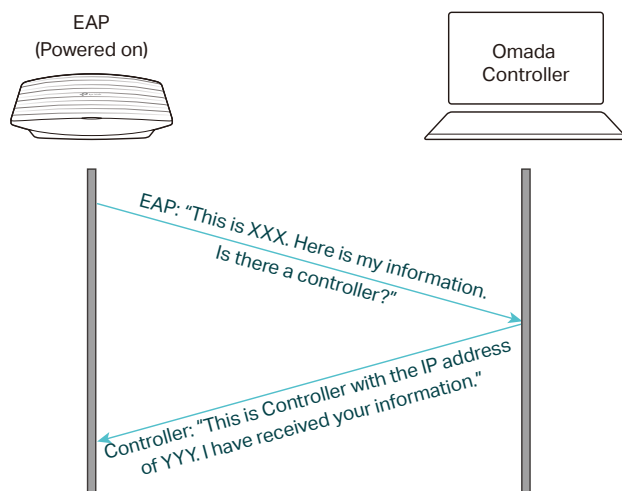 EAP
(Powered on)
Omada
Controller
EAP: “This is XXX. Here is my information.
Is there a controller?”
Controller: “This is Controller with the IP address
of YYY. I have received your information.”